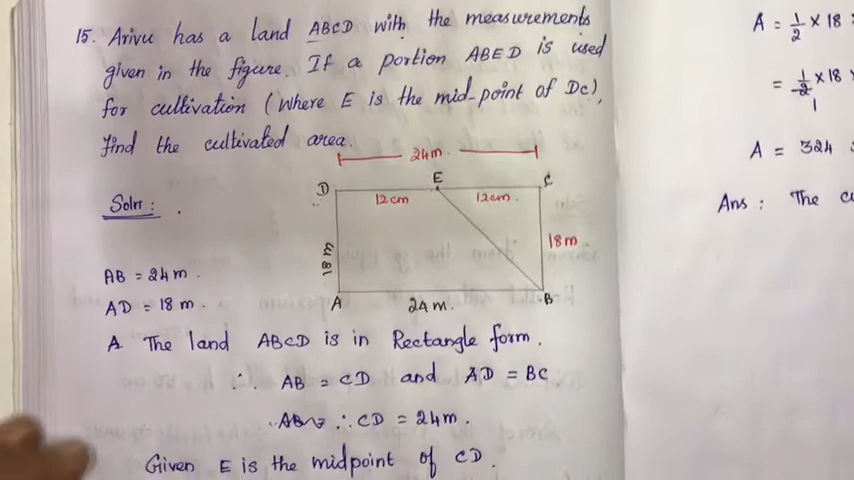 15. Arivu has a land ABCD with the measurements
given in the figure. If a portion ABED is used
for cultivation (where E is the mid-point of DC),
find the cultivated area.
24m.
D
E
C
12cm
12cm.
Soln:
18m
18m
AB = 24 m.
AD = 18 m.
A
24 m.
B
A The land ABCD is in Rectangle form.
∴ AB = CD and AD = BC
∴ CD = 24m.
Given E is the midpoint of CD.
A = 1/2 × 18
= 1/2 × 18
1
A = 324
Ans : The